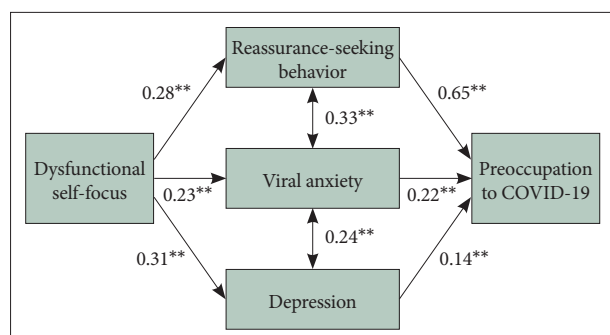 Reassurance-seeking
behavior
0.28**
0.65**
0.33**
Dysfunctional
self-focus
Viral anxiety
Preoccupation
to COVID-19
0.23**
0.22**
0.24**
0.31**
0.14**
Depression